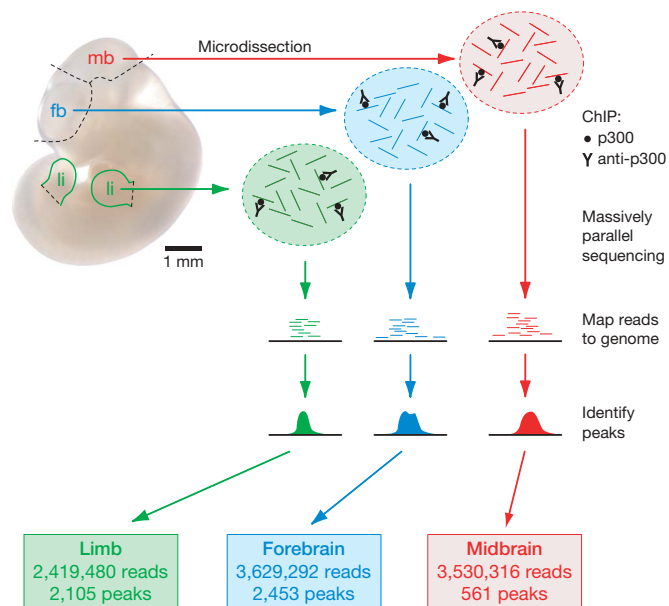 Microdissection
mb
fb
li
li
1 mm
ChIP:
p300
anti-p300
Massively
parallel
sequencing
Map reads
to genome
Identify
peaks
Limb
2,419,480 reads
2,105 peaks
Forebrain
3,629,292 reads
2,453 peaks
Midbrain
3,530,316 reads
561 peaks